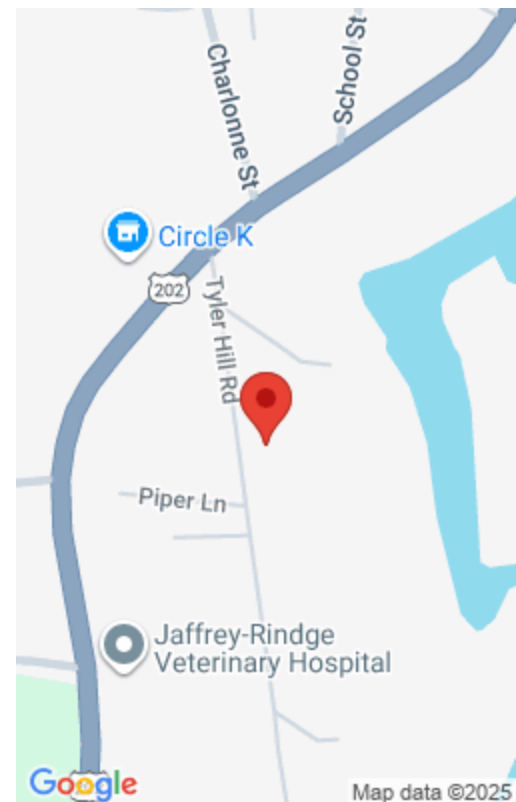 Charlonne St
School St
Circle K
202
Tyler Hill Rd
Piper Ln
Jaffrey-Rindge
Veterinary Hospital
Google
Map data ©2025